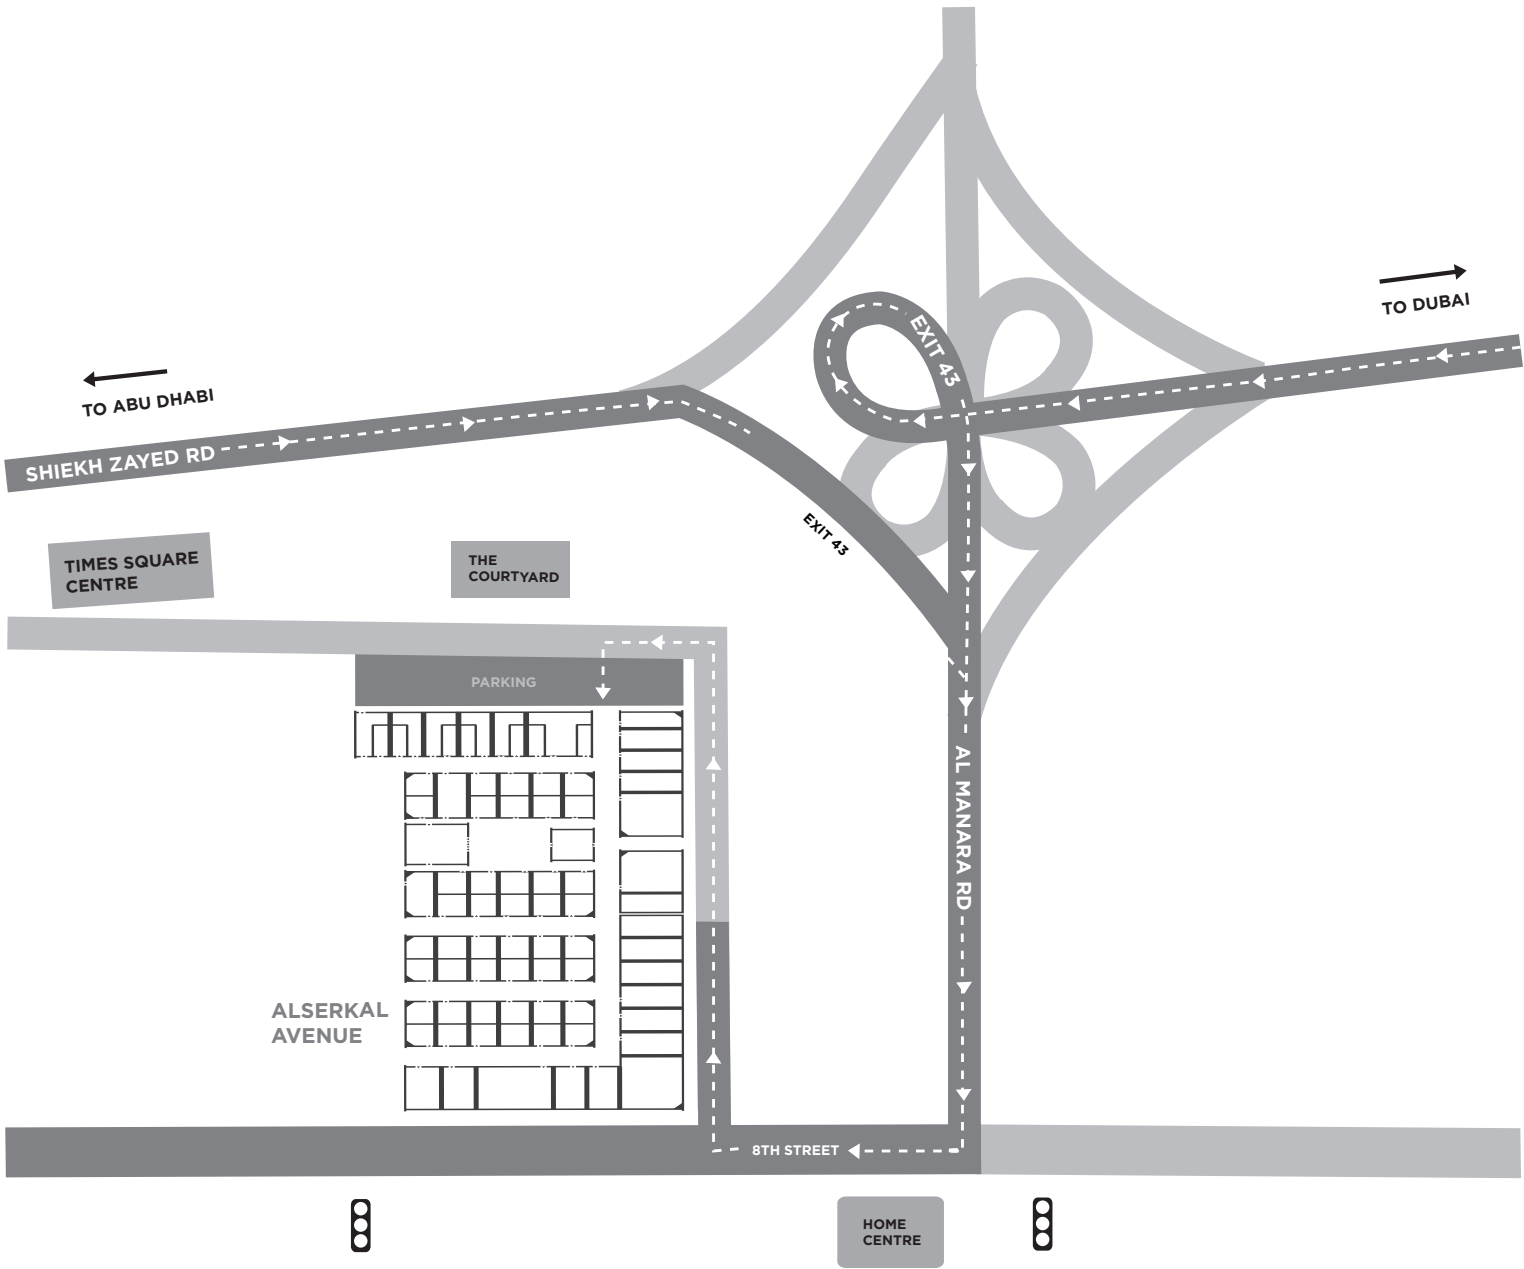 TO DUBAI
EXIT 43
TO ABU DHABI
SHIEKH ZAYED RD
EXIT 43
TIMES SQUARE
CENTRE
THE
COURTYARD
PARKING
AL MANARA RD
ALSERKAL
AVENUE
8TH STREET
HOME
CENTRE